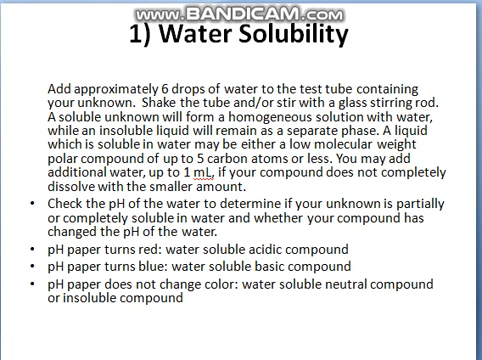 www.BANDICAM.com
1) Water Solubility
Add approximately 6 drops of water to the test tube containing
your unknown. Shake the tube and/or stir with a glass stirring rod.
A soluble unknown will form a homogeneous solution with water,
while an insoluble liquid will remain as a separate phase. A liquid
which is soluble in water may be either a low molecular weight
polar compound of up to 5 carbon atoms or less. You may add
additional water, up to 1 mL, if your compound does not completely
dissolve with the smaller amount.
• Check the pH of the water to determine if your unknown is partially
or completely soluble in water and whether your compound has
changed the pH of the water.
• pH paper turns red: water soluble acidic compound
• pH paper turns blue: water soluble basic compound
• pH paper does not change color: water soluble neutral compound
or insoluble compound